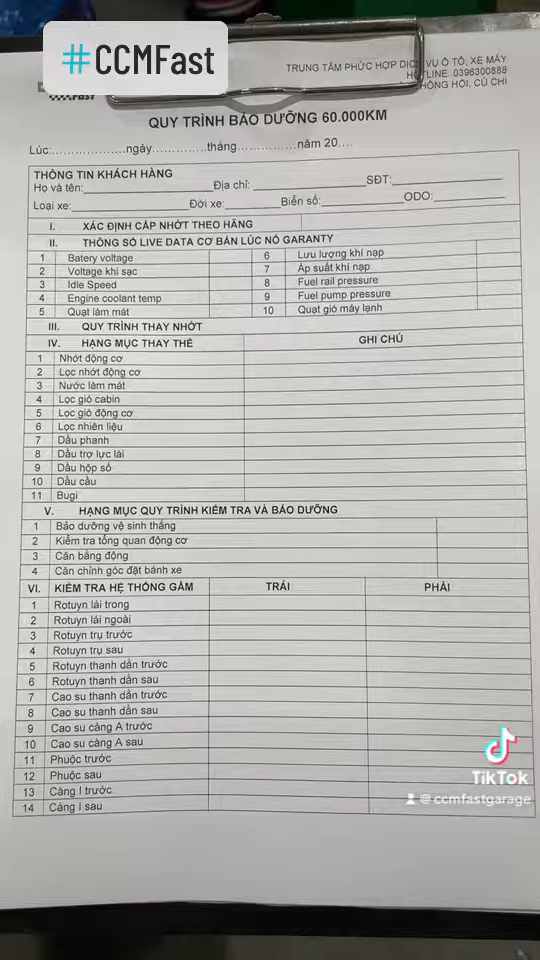 #CCMFast
TRUNG TÂM PHỨC HỢP DỊCH VỤ Ô TÔ, XE MÁY
HOTLINE: 0396300888
HÒNG HỎI, CỦ CHI
FAST
QUY TRÌNH BẢO DƯỠNG 60.000KM
Lúc:...................ngày..............tháng...............năm 20....
THÔNG TIN KHÁCH HÀNG
Họ và tên: Địa chỉ: SĐT:
Loại xe: Đời xe: Biển số: ODO:
I. XÁC ĐỊNH CẤP NHỚT THEO HÃNG
II. THÔNG SỐ LIVE DATA CƠ BẢN LÚC NỔ GARANTY
1 Batery voltage 6 Lưu lượng khí nạp
2 Voltage khi sạc 7 Áp suất khí nạp
3 Idle Speed 8 Fuel rail pressure
4 Engine coolant temp 9 Fuel pump pressure
5 Quạt làm mát 10 Quạt gió máy lạnh
III. QUY TRÌNH THAY NHỚT
IV. HẠNG MỤC THAY THẾ GHI CHÚ
1 Nhớt động cơ
2 Lọc nhớt động cơ
3 Nước làm mát
4 Lọc gió cabin
5 Lọc gió động cơ
6 Lọc nhiên liệu
7 Dầu phanh
8 Dầu trợ lực lái
9 Dầu hộp số
10 Dầu cầu
11 Bugi
V. HẠNG MỤC QUY TRÌNH KIỂM TRA VÀ BẢO DƯỠNG
1 Bảo dưỡng vệ sinh thắng
2 Kiểm tra tổng quan động cơ
3 Cân bằng động
4 Cân chỉnh góc đặt bánh xe
VI. KIỂM TRA HỆ THỐNG GẦM TRÁI PHẢI
1 Rotuyn lái trong
2 Rotuyn lái ngoài
3 Rotuyn trụ trước
4 Rotuyn trụ sau
5 Rotuyn thanh dằn trước
6 Rotuyn thanh dằn sau
7 Cao su thanh dằn trước
8 Cao su thanh dằn sau
9 Cao su càng A trước
10 Cao su càng A sau
11 Phuộc trước
12 Phuộc sau
13 Càng I trước
14 Càng I sau
TikTok
@ccmfastgarage